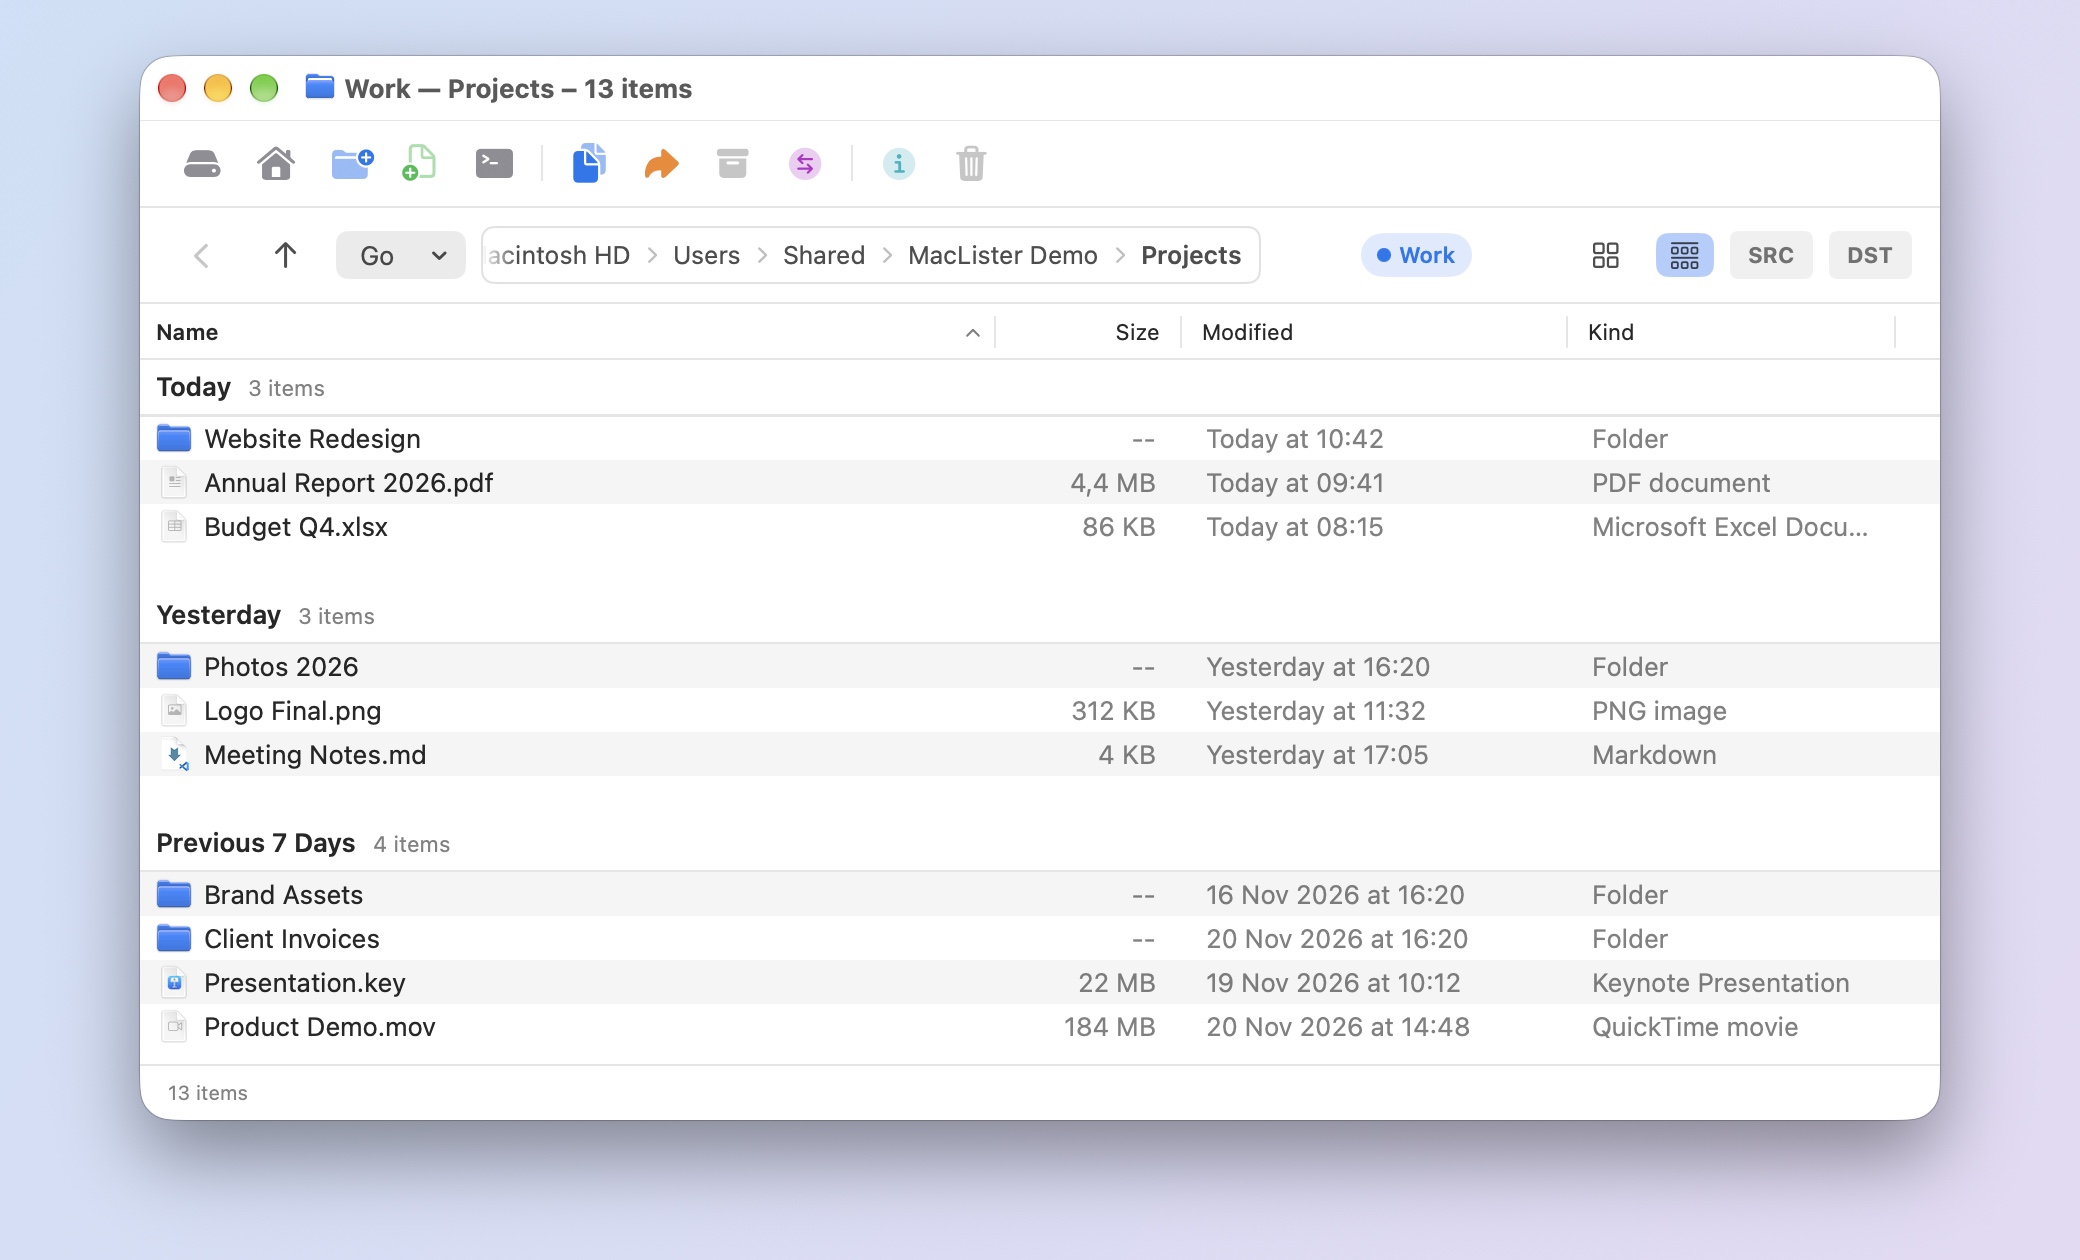 Work — Projects – 13 items
Go acintosh HD Users Shared MacLister Demo Projects Work SRC DST
Name Size Modified Kind
Today 3 items
Website Redesign -- Today at 10:42 Folder
Annual Report 2026.pdf 4,4 MB Today at 09:41 PDF document
Budget Q4.xlsx 86 KB Today at 08:15 Microsoft Excel Docu...
Yesterday 3 items
Photos 2026 -- Yesterday at 16:20 Folder
Logo Final.png 312 KB Yesterday at 11:32 PNG image
Meeting Notes.md 4 KB Yesterday at 17:05 Markdown
Previous 7 Days 4 items
Brand Assets -- 16 Nov 2026 at 16:20 Folder
Client Invoices -- 20 Nov 2026 at 16:20 Folder
Presentation.key 22 MB 19 Nov 2026 at 10:12 Keynote Presentation
Product Demo.mov 184 MB 20 Nov 2026 at 14:48 QuickTime movie
13 items